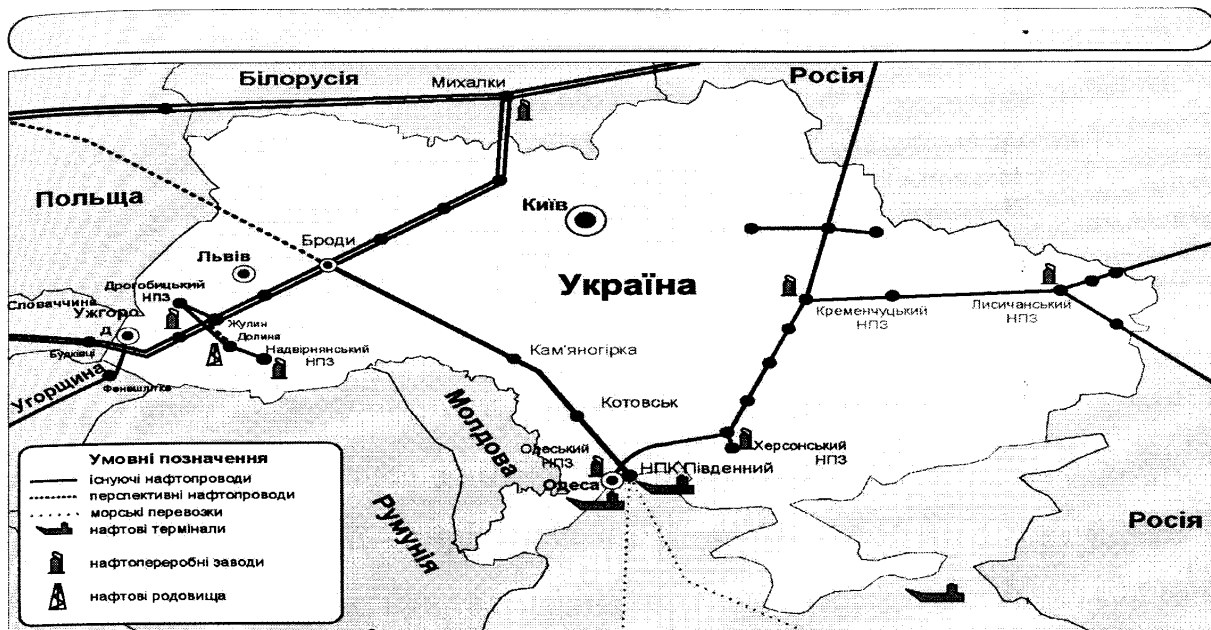 Білорусія
Михалки
Росія
Польща
Київ
Броди
Львів
Україна
Дрогобицький
НПЗ
Словаччина
Ужгоро
д
Жулин
Долина
Надвірнянський
НПЗ
Будківці
Угорщина
Фенешлітке
Кременчуцький
НПЗ
Лисичанський
НПЗ
Кам'яногірка
Котовськ
Молдова
Одеський
НПЗ
Херсонський
НПЗ
НПК Південний
Одеса
Румунія
Росія
Умовні позначення
існуючі нафтопроводи
перспективні нафтопроводи
морські перевозки
нафтові термінали
нафтопереробні заводи
нафтові родовища